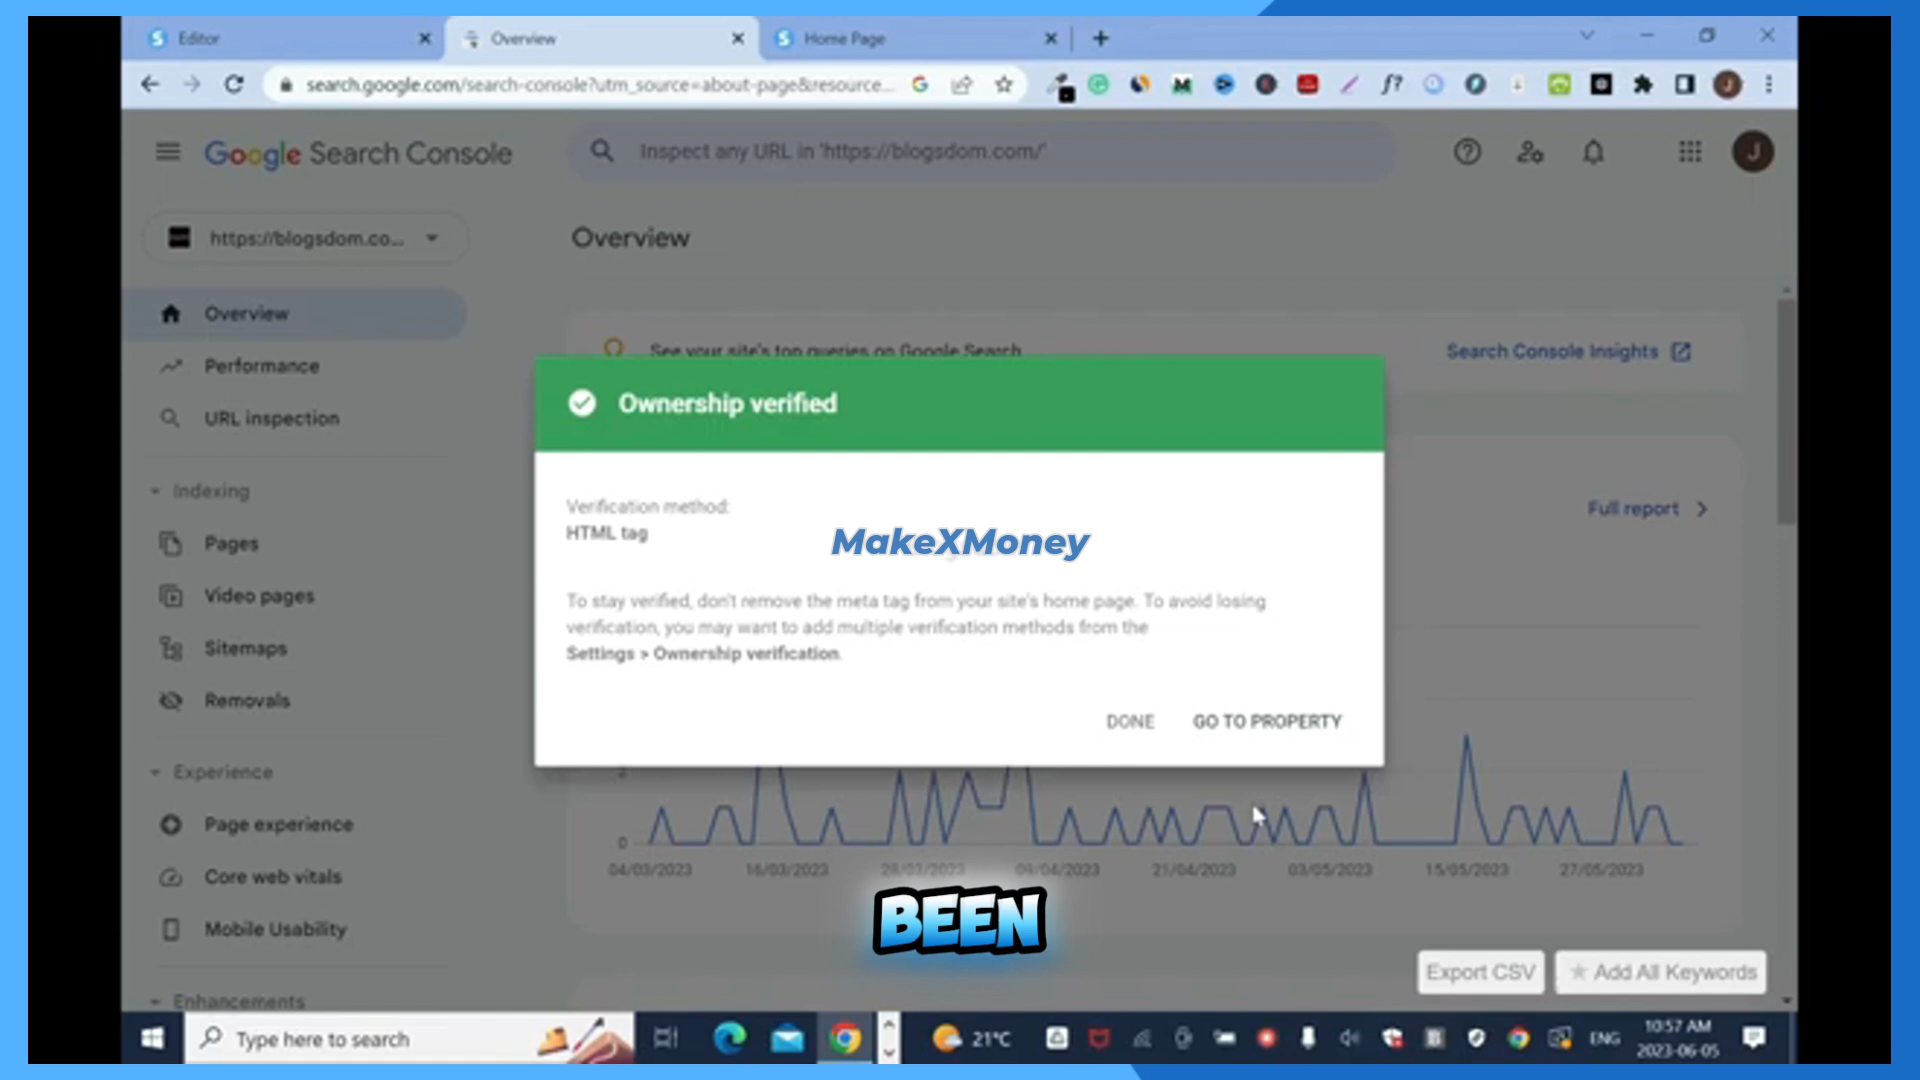 Editor
Overview
Home Page
search.google.com/search-console?utm_source=about-page&resource...
Google Search Console
Inspect any URL in 'https://blogsdom.com/'
J
https://blogsdom.co...
Overview
Overview
Performance
URL inspection
Indexing
Pages
Video pages
Sitemaps
Removals
Experience
Page experience
Core web vitals
Mobile Usability
Enhancements
See your site's top queries on Google Search
Search Console Insights
Full report
Ownership verified
Verification method:
HTML tag
MakeXMoney
To stay verified, don't remove the meta tag from your site's home page. To avoid losing
verification, you may want to add multiple verification methods from the
Settings > Ownership verification.
DONE
GO TO PROPERTY
2
0
04/03/2023
16/03/2023
28/03/2023
09/04/2023
21/04/2023
03/05/2023
15/05/2023
27/05/2023
BEEN
Export CSV
Add All Keywords
Type here to search
21°C
ENG
10:57 AM
2023-06-05